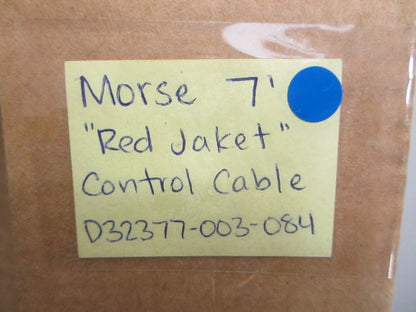 Morse 7'
"Red Jaket"
Control Cable
D32377-003-084